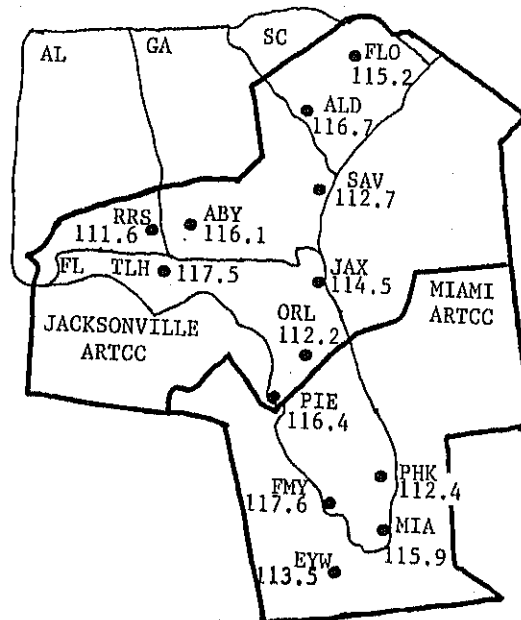 SC
GA
AL
FLO
115.2
ALD
116.7
SAV
112.7
RRS
111.6
ABY
116.1
FL
TLH
117.5
JAX
114.5
MIAMI
ARTCC
ORL
112.2
JACKSONVILLE
ARTCC
PIE
116.4
PHK
112.4
FMY
117.6
MIA
115.9
EYW
113.5